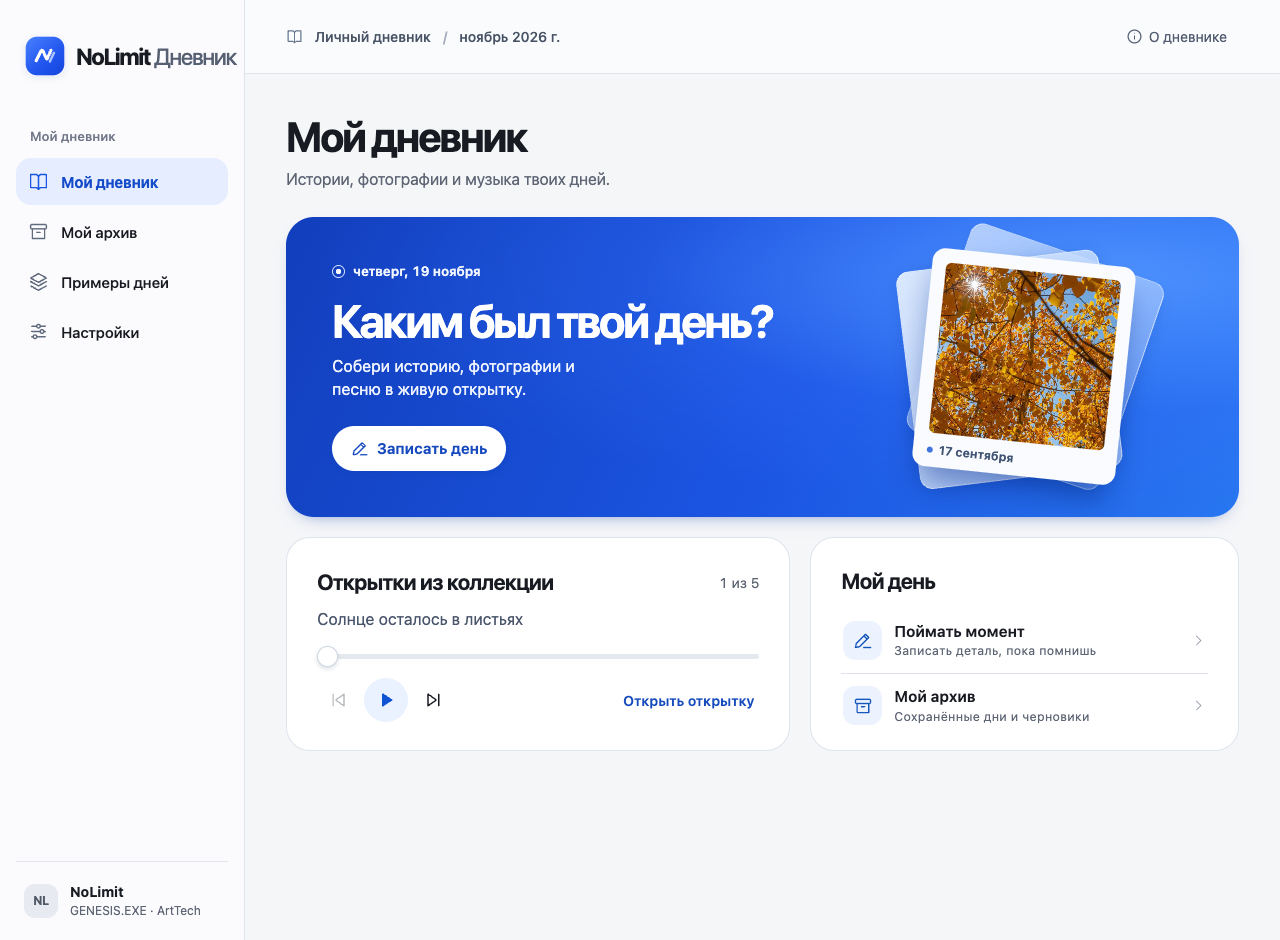 NoLimit Дневник
Личный дневник / ноябрь 2026 г.
О дневнике
Мой дневник
Мой дневник
Мой архив
Примеры дней
Настройки
Мой дневник
Истории, фотографии и музыка твоих дней.
четверг, 19 ноября
Каким был твой день?
Собери историю, фотографии и
песню в живую открытку.
Записать день
17 сентября
Открытки из коллекции
1 из 5
Солнце осталось в листьях
Открыть открытку
Мой день
Поймать момент
Записать деталь, пока помнишь
Мой архив
Сохранённые дни и черновики
NL
NoLimit
GENESIS.EXE · ArtTech